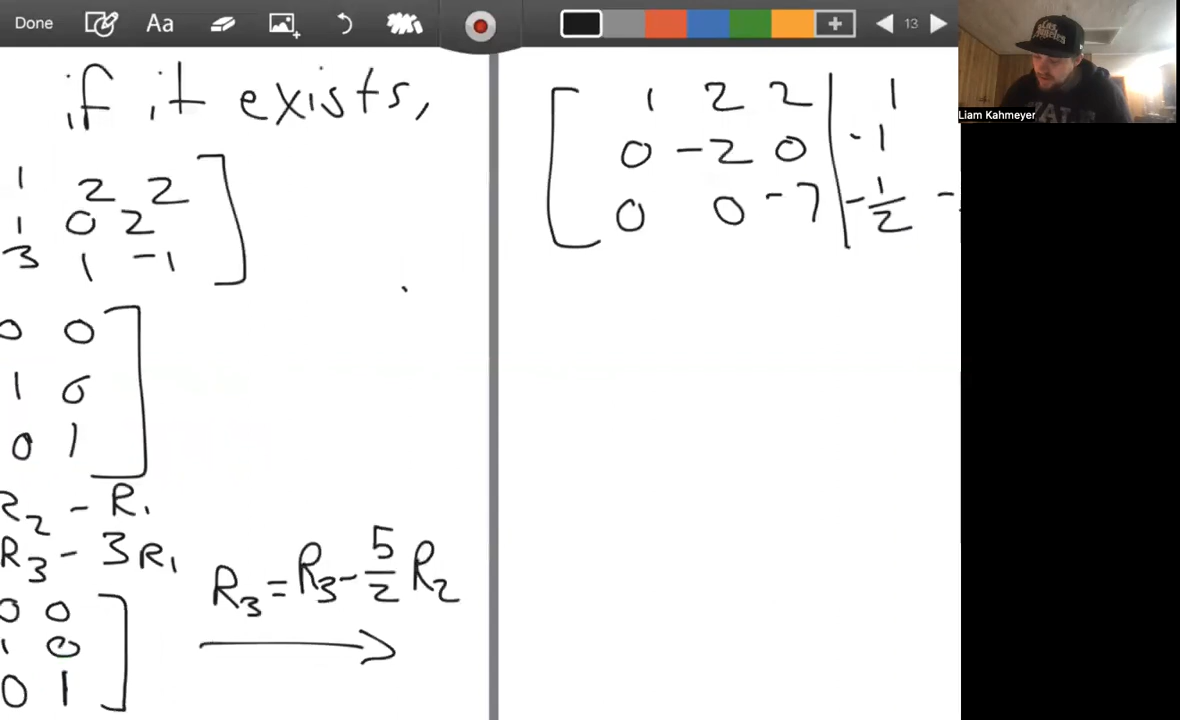 Done Aa 13
Liam Kahmeyer
if it exists,
1 2 2
1 0 2
3 1 -1
0 0
1 0
0 1
R2 - R1
R3 - 3R1
0 0
1 0
0 1
R3 = R3 - 5/2 R2
1 2 2 | 1
0 -2 0 | -1
0 0 -7 | -1/2 -